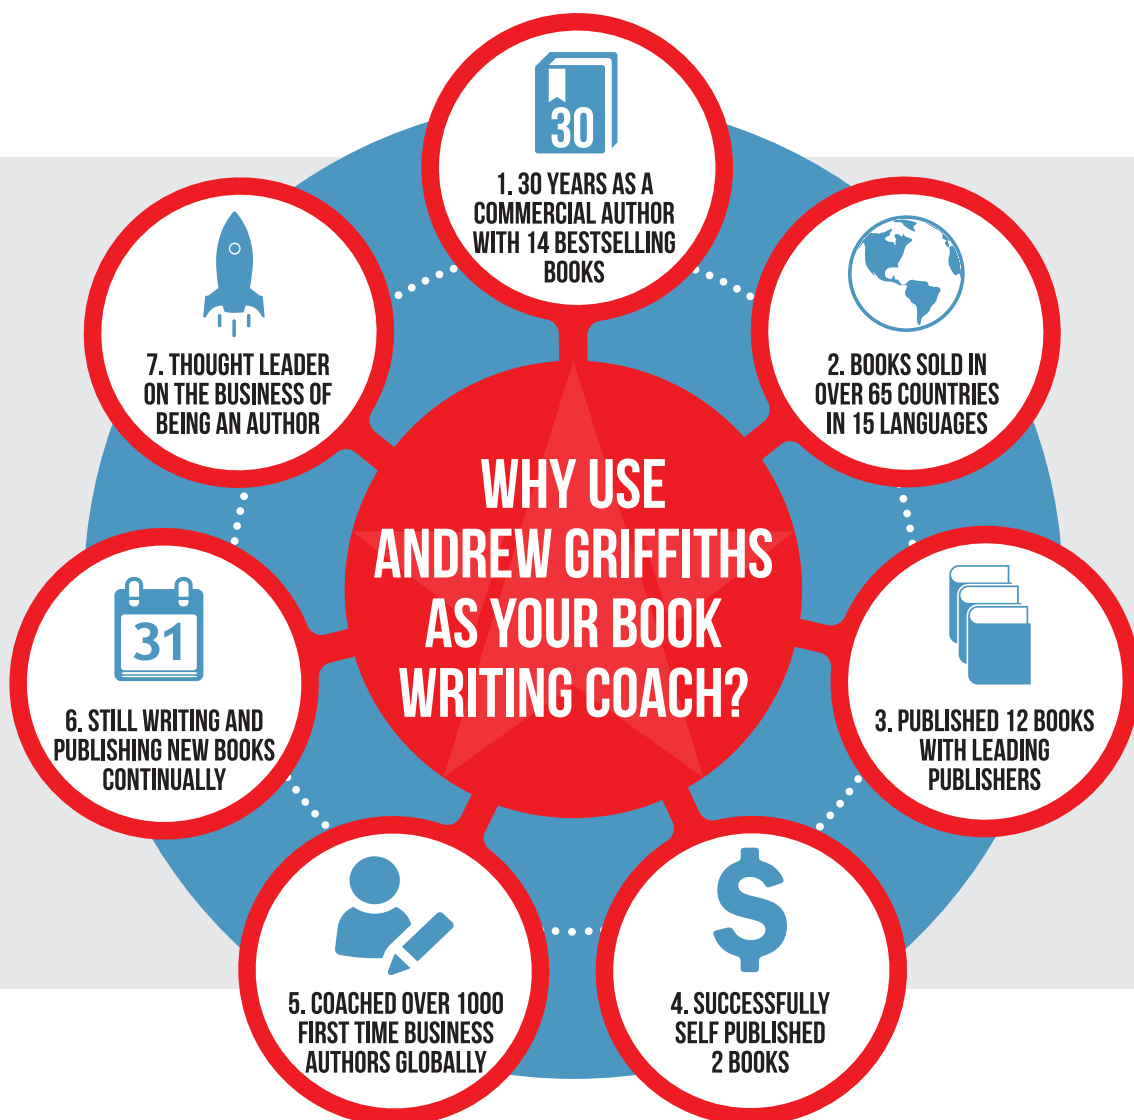 30
1. 30 YEARS AS A
COMMERCIAL AUTHOR
WITH 14 BESTSELLING
BOOKS
2. BOOKS SOLD IN
OVER 65 COUNTRIES
IN 15 LANGUAGES
3. PUBLISHED 12 BOOKS
WITH LEADING
PUBLISHERS
4. SUCCESSFULLY
SELF PUBLISHED
2 BOOKS
5. COACHED OVER 1000
FIRST TIME BUSINESS
AUTHORS GLOBALLY
31
6. STILL WRITING AND
PUBLISHING NEW BOOKS
CONTINUALLY
7. THOUGHT LEADER
ON THE BUSINESS OF
BEING AN AUTHOR
WHY USE
ANDREW GRIFFITHS
AS YOUR BOOK
WRITING COACH?
$